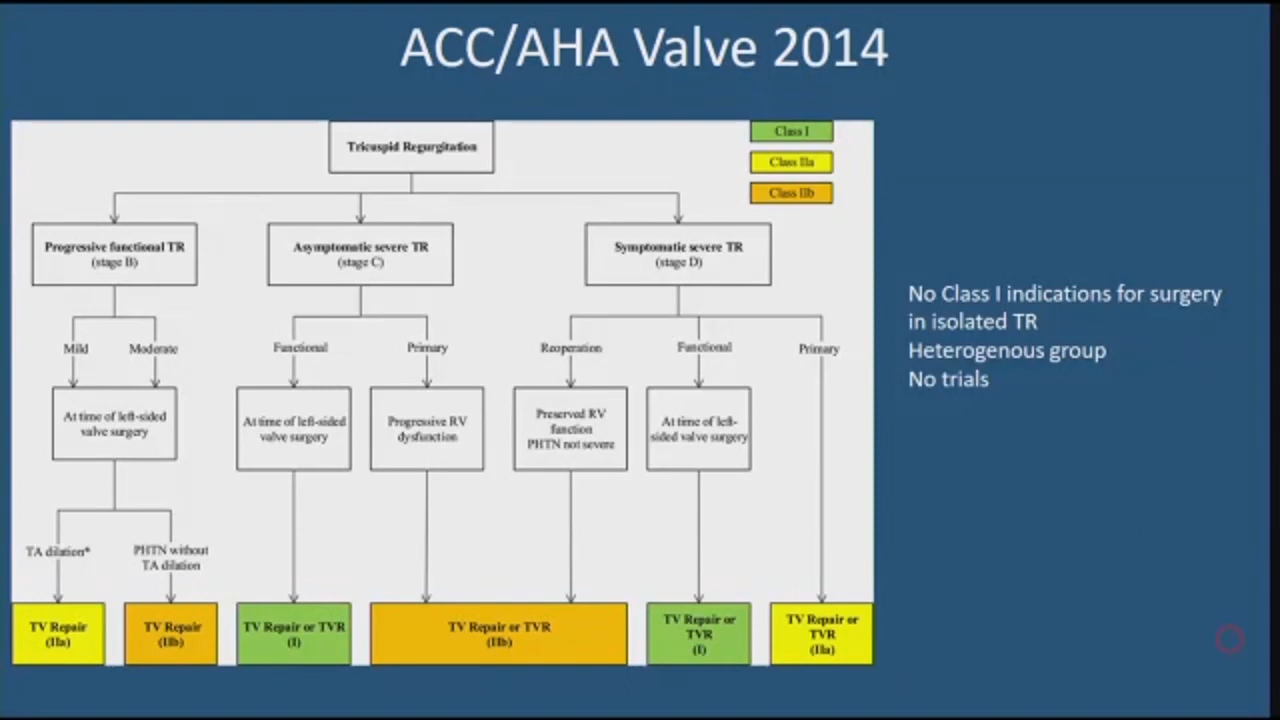 ACC/AHA Valve 2014
Tricuspid Regurgitation
Class I
Class IIa
Class IIb
Progressive functional TR
(stage B)
Asymptomatic severe TR
(stage C)
Symptomatic severe TR
(stage D)
Mild
Moderate
Functional
Primary
Reoperation
Functional
Primary
At time of left-sided
valve surgery
At time of left-sided
valve surgery
Progressive RV
dysfunction
Preserved RV
function
PHTN not severe
At time of left-
sided valve surgery
TA dilation*
PHTN without
TA dilation
TV Repair
(IIa)
TV Repair
(IIb)
TV Repair or TVR
(I)
TV Repair or TVR
(IIb)
TV Repair or
TVR
(I)
TV Repair or
TVR
(IIa)
No Class I indications for surgery
in isolated TR
Heterogenous group
No trials